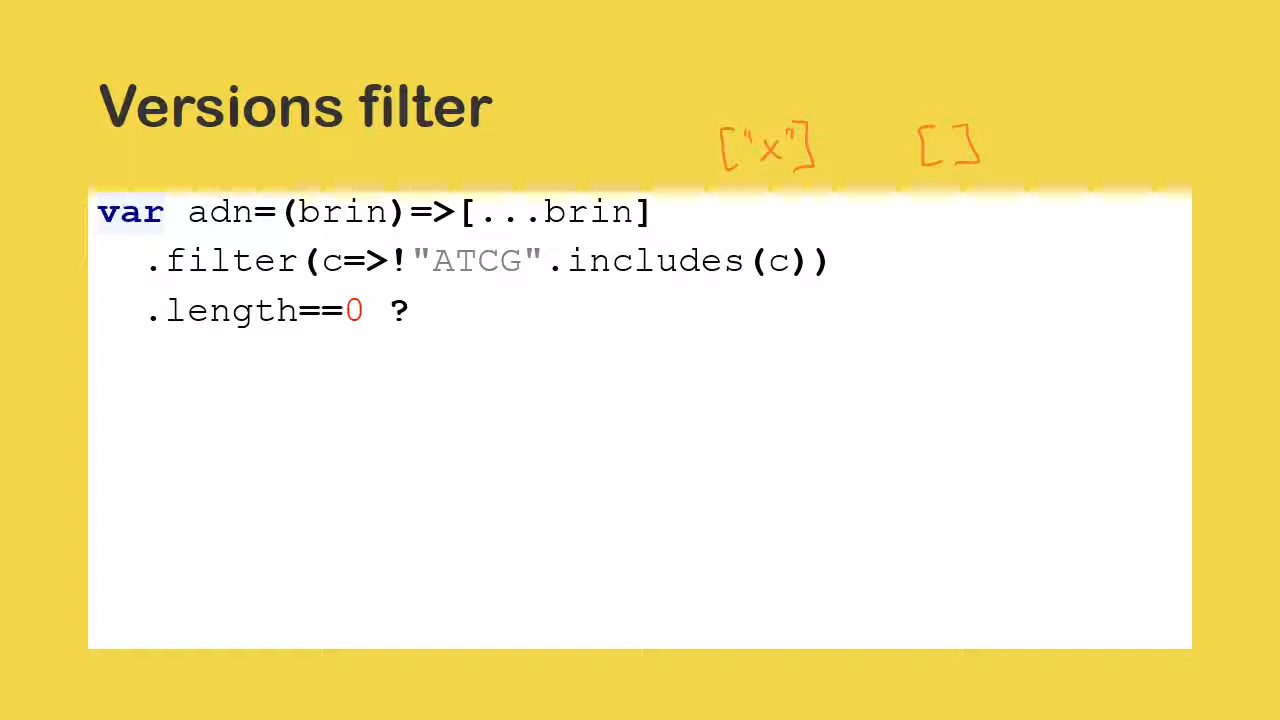 Versions filter
["x"] []
var adn=(brin)=>[...brin]
.filter(c=>!"ATCG".includes(c))
.length==0 ?